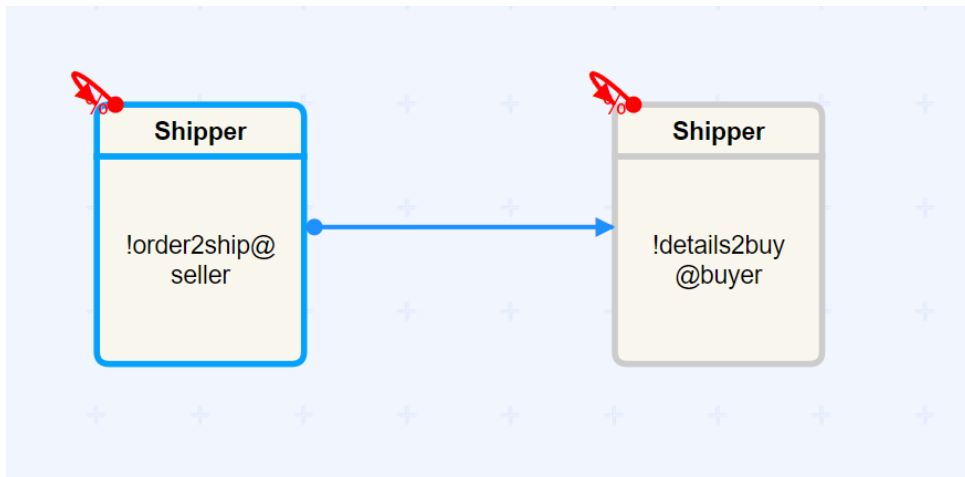 %
%
Shipper
Shipper
!order2ship@
seller
!details2buy
@buyer